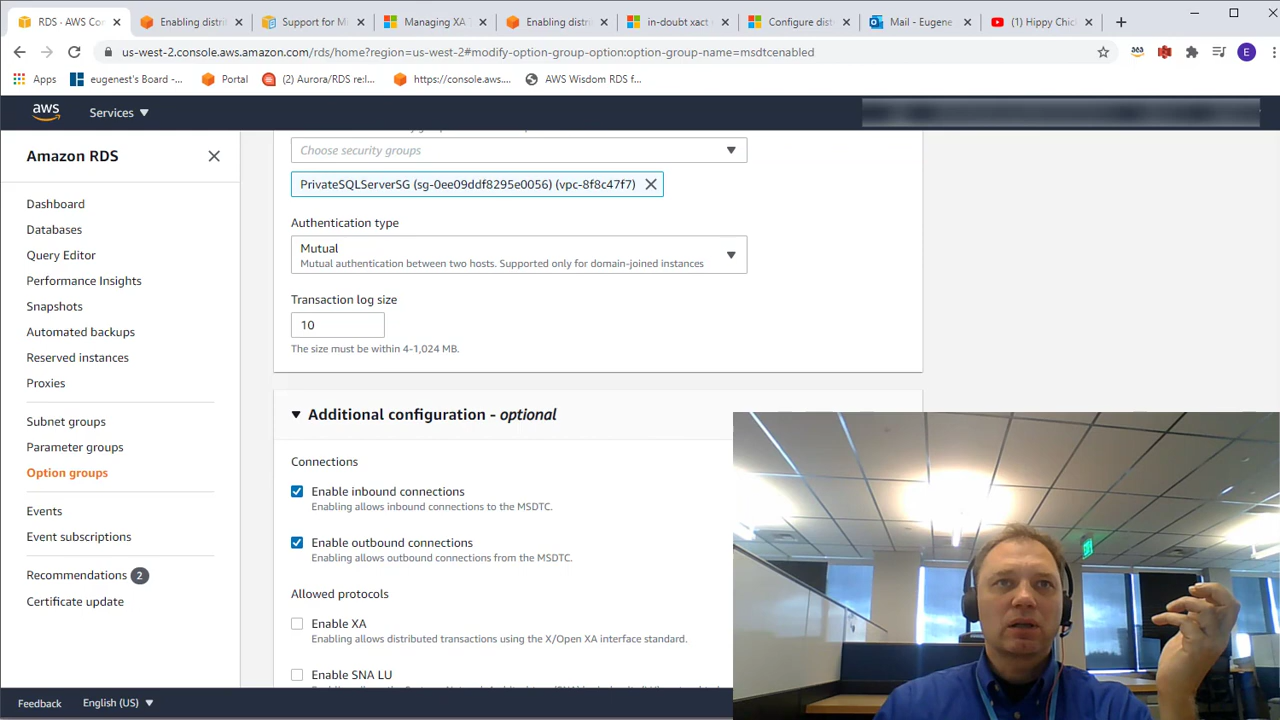 RDS - AWS Co
Enabling distri
Support for Mi
Managing XA T
Enabling distri
in-doubt xact
Configure dist
Mail - Eugene
(1) Hippy Chic
us-west-2.console.aws.amazon.com/rds/home?region=us-west-2#modify-option-group-option:option-group-name=msdtcenabled
E
Apps
eugenest's Board -...
Portal
(2) Aurora/RDS re:I...
https://console.aws...
AWS Wisdom RDS f...
aws
Services
Amazon RDS
Dashboard
Databases
Query Editor
Performance Insights
Snapshots
Automated backups
Reserved instances
Proxies
Subnet groups
Parameter groups
Option groups
Events
Event subscriptions
Recommendations 2
Certificate update
Choose security groups
PrivateSQLServerSG (sg-0ee09ddf8295e0056) (vpc-8f8c47f7)
Authentication type
Mutual
Mutual authentication between two hosts. Supported only for domain-joined instances
Transaction log size
10
The size must be within 4-1,024 MB.
Additional configuration - optional
Connections
Enable inbound connections
Enabling allows inbound connections to the MSDTC.
Enable outbound connections
Enabling allows outbound connections from the MSDTC.
Allowed protocols
Enable XA
Enabling allows distributed transactions using the X/Open XA interface standard.
Enable SNA LU
Feedback
English (US)